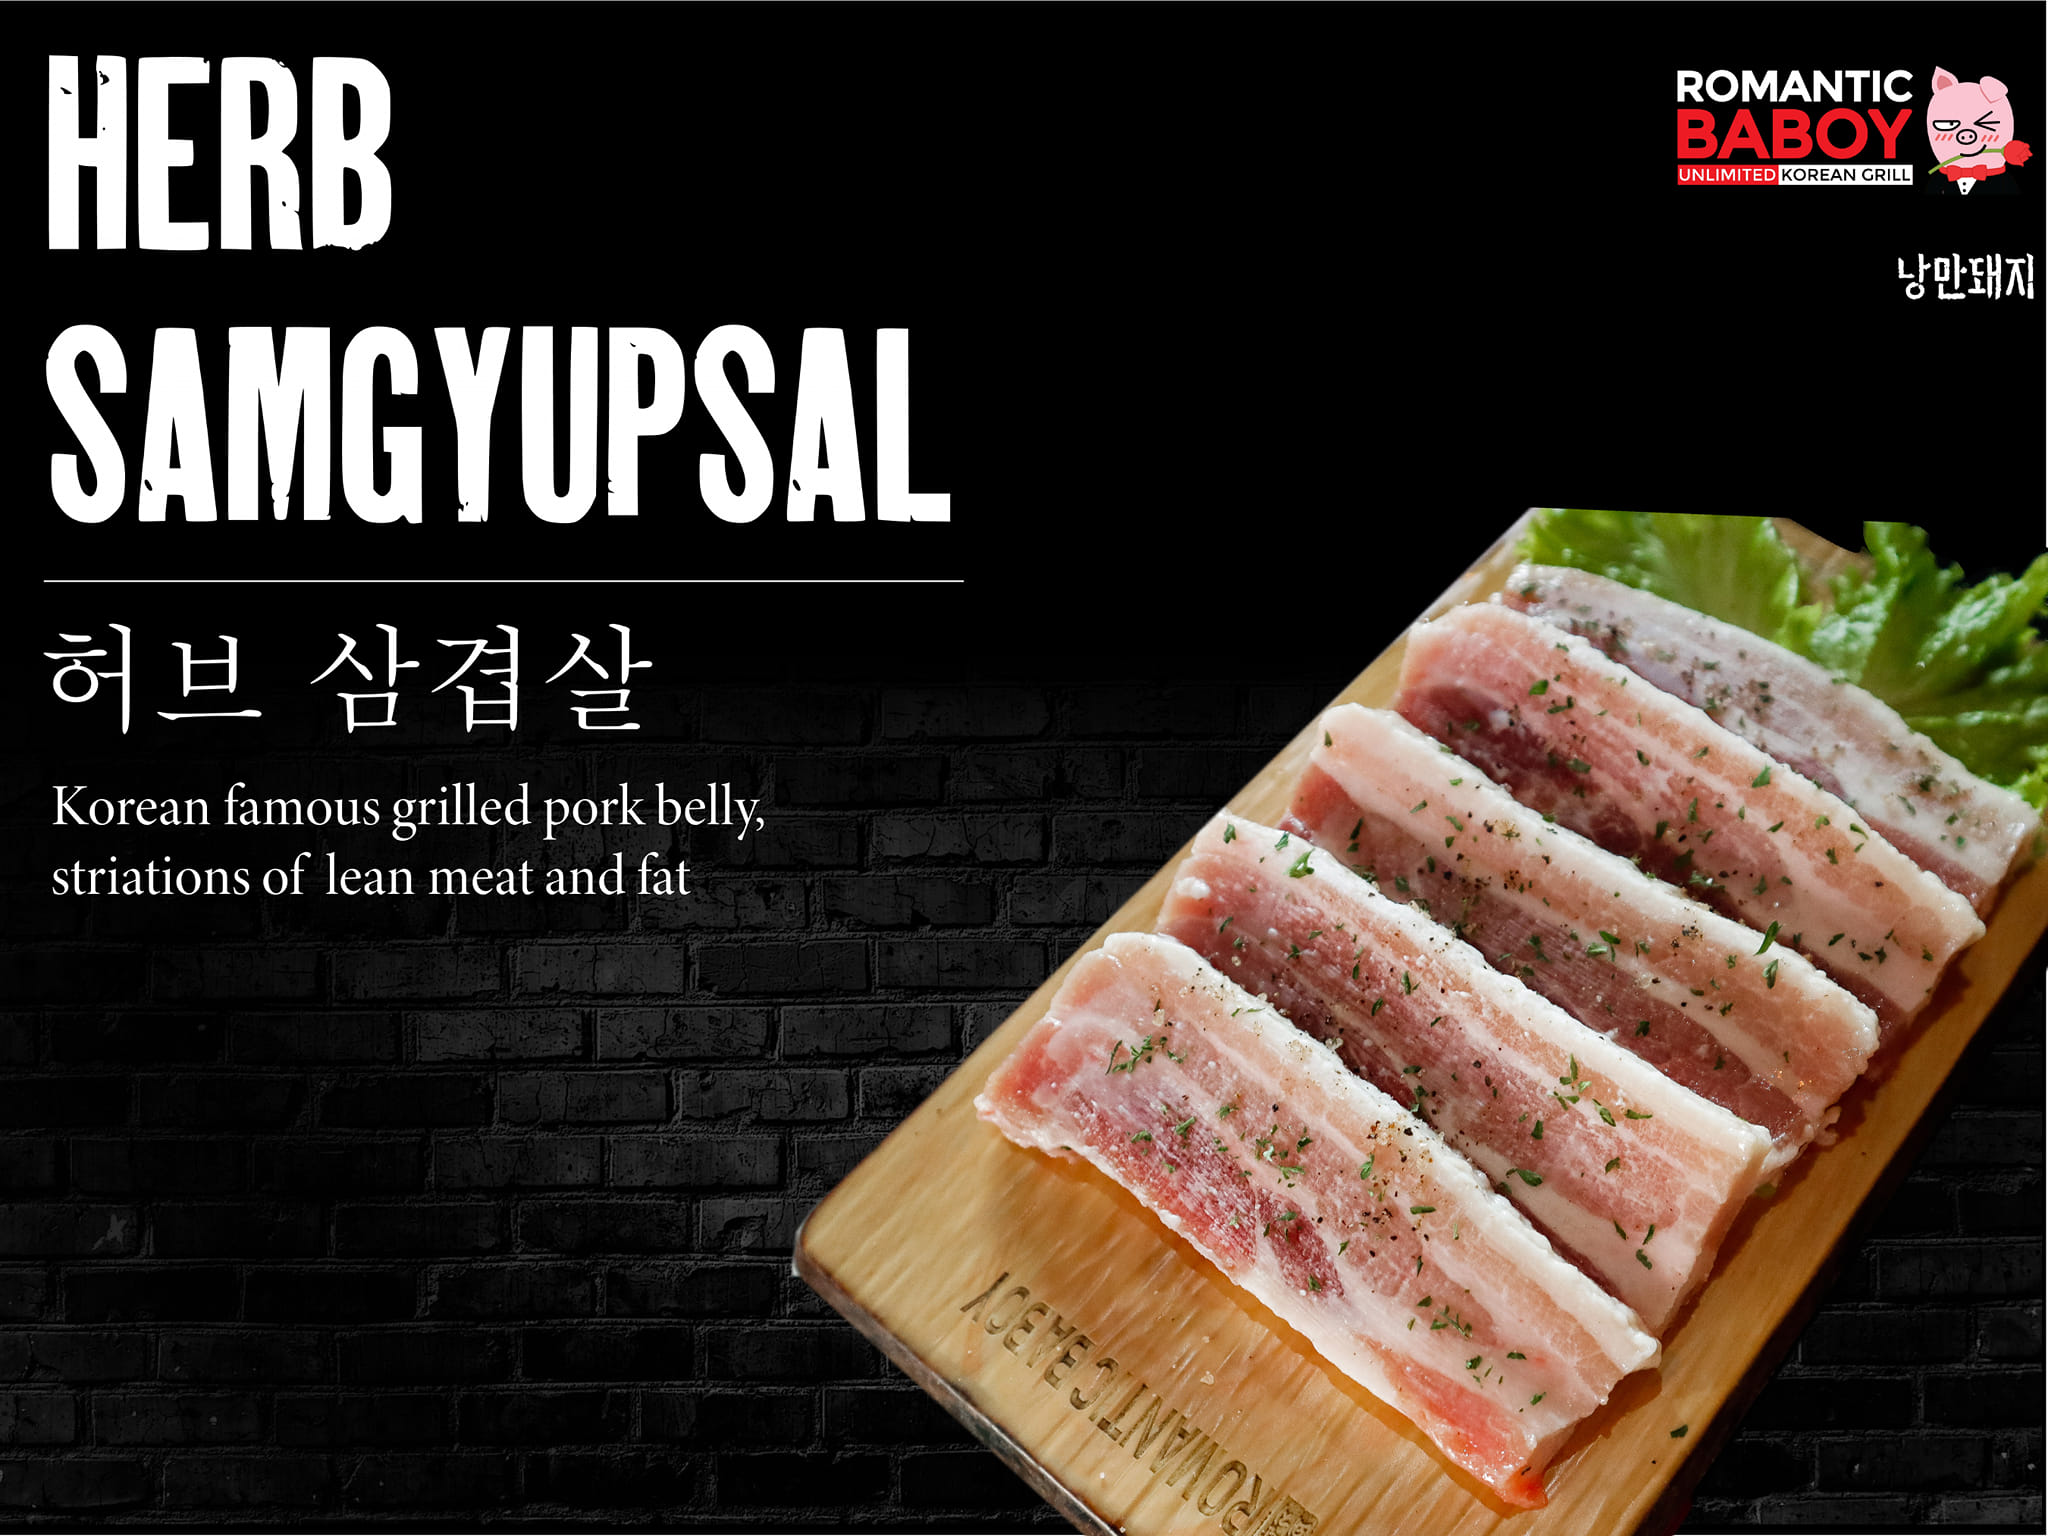 HERB
SAMGYUPSAL
허브 삼겹살
Korean famous grilled pork belly,
striations of lean meat and fat
ROMANTIC
BABOY
UNLIMITED KOREAN GRILL
낭만돼지
ROMANTIC BABOY